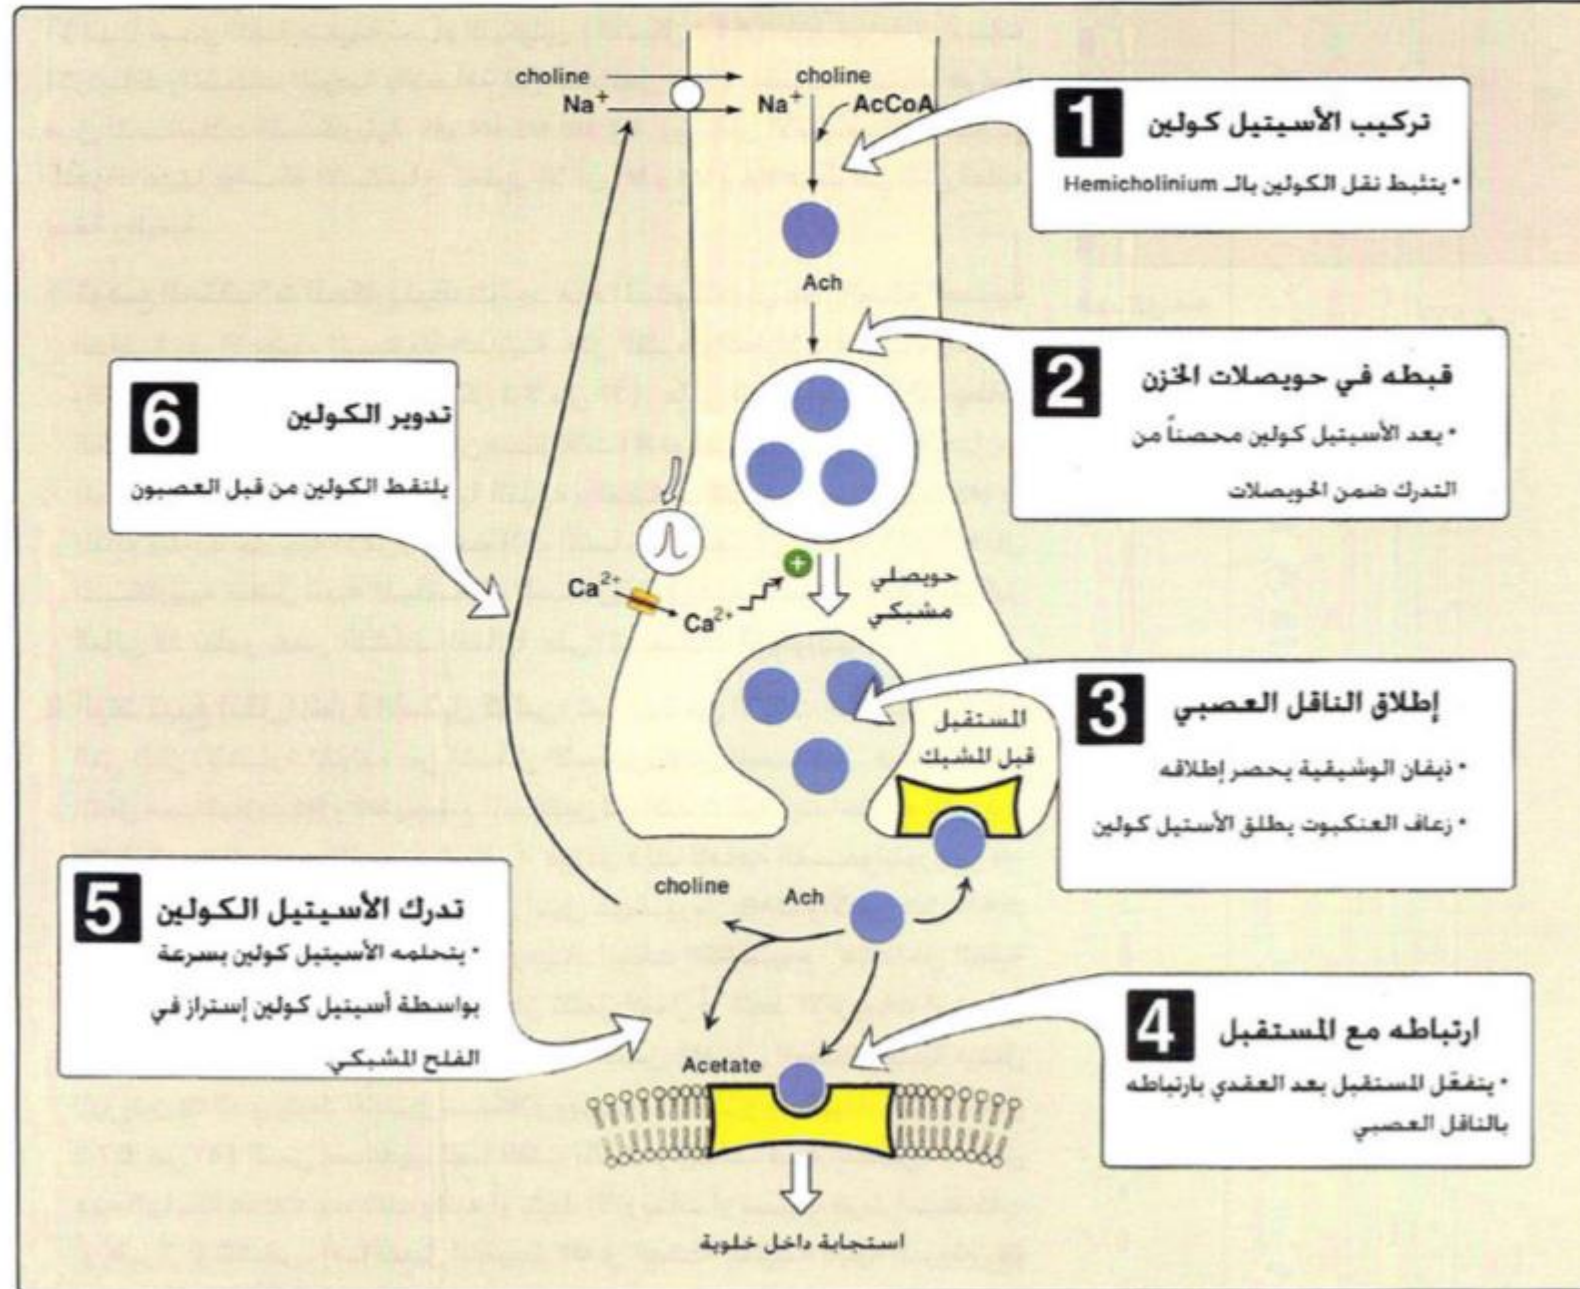 choline
Na+
choline
Na+
AcCoA
1
تركيب الأسيتيل كولين
• يتثبط نقل الكولين بالـ Hemicholinium
Ach
2
قبطه في حويصلات الخزن
• يعد الأسيتيل كولين محصناً من
التدرك ضمن الحويصلات
6
تدوير الكولين
يلتقط الكولين من قبل العصبون
Ca2+
Ca2+
+
حويصلي
مشبكي
3
إطلاق الناقل العصبي
• ذيفان الوشيقية يحصر إطلاقه
• زعاف العنكبوت يطلق الأستيل كولين
المستقبل
قبل المشبك
choline
Ach
5
تدرك الأسيتيل الكولين
• يتحلمه الأسيتيل كولين بسرعة
بواسطة أسيتيل كولين إستراز في
الفلح المشبكي.
Acetate
4
ارتباطه مع المستقبل
• يتفعّل المستقبل بعد العقدي بارتباطه
بالناقل العصبي
استجابة داخل خلوية